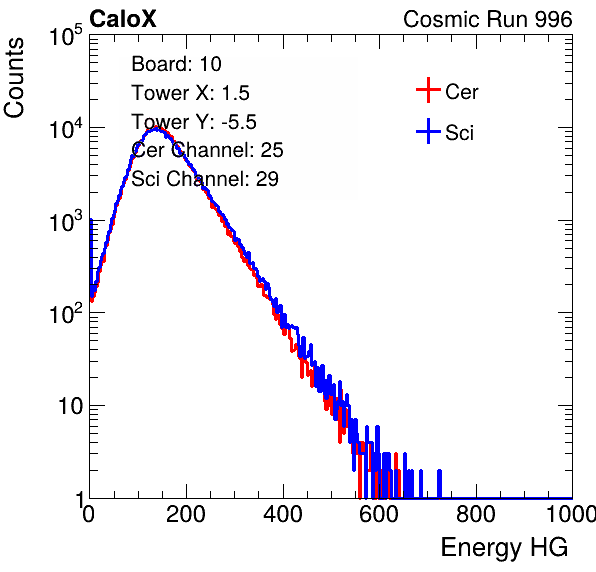 CaloX
Cosmic Run 996
Counts
10^5
10^4
10^3
10^2
10
1
Board: 10
Tower X: 1.5
Tower Y: -5.5
Cer Channel: 25
Sci Channel: 29
Cer
Sci
0 200 400 600 800 1000
Energy HG